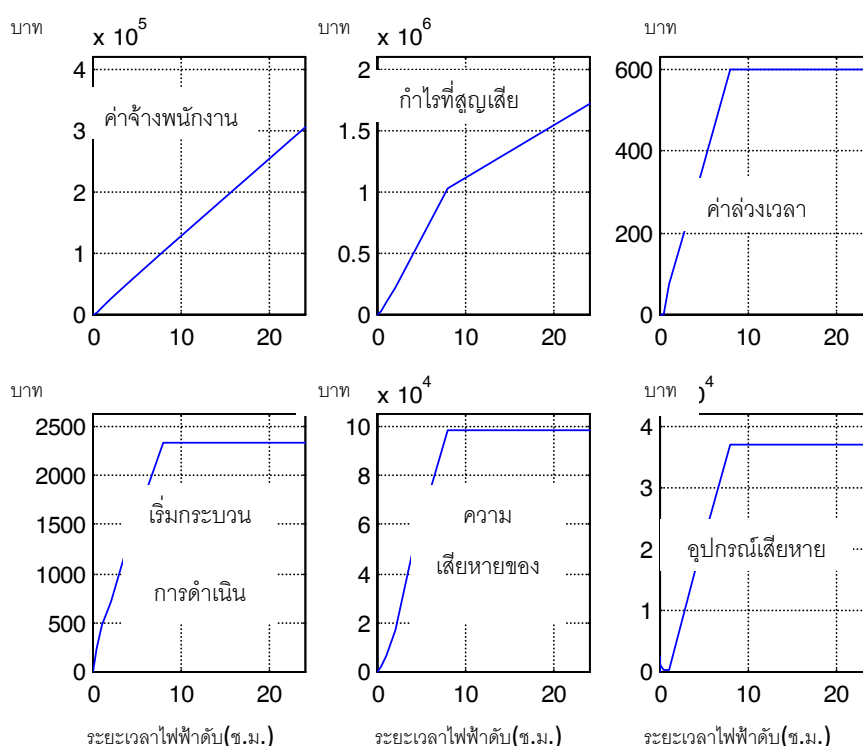 บาท
x 10^5
4
3
2
1
0
0 10 20
ค่าจ้างพนักงาน
บาท
x 10^6
2
1.5
1
0.5
0
0 10 20
กำไรที่สูญเสีย
บาท
600
400
200
0
0 10 20
ค่าล่วงเวลา
บาท
2500
2000
1500
1000
500
0
0 10 20
เริ่มกระบวน
การดำเนิน
ระยะเวลาไฟฟ้าดับ(ช.ม.)
บาท
x 10^4
10
8
6
4
2
0
0 10 20
ความ
เสียหายของ
ระยะเวลาไฟฟ้าดับ(ช.ม.)
บาท
4
4
3
2
1
0
0 10 20
อุปกรณ์เสียหาย
ระยะเวลาไฟฟ้าดับ(ช.ม.)